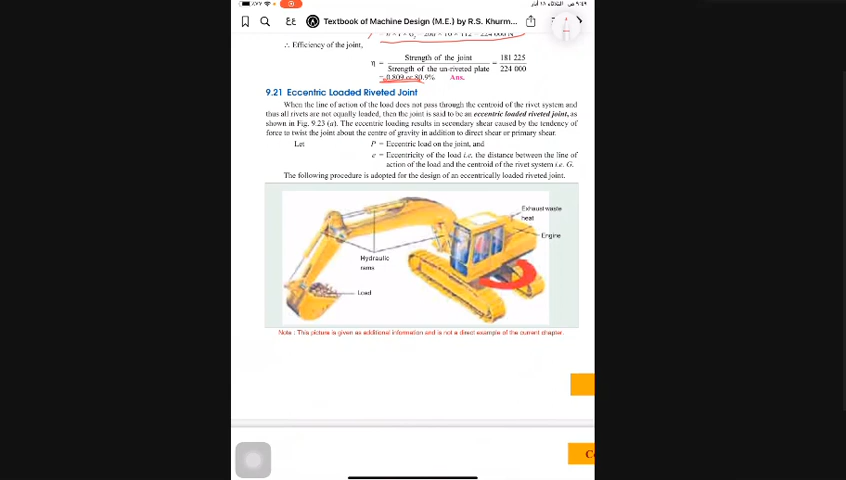 ٩:٤٩ ص الثلاثاء ١٨ أيار
٪٧٧
ع ع
Textbook of Machine Design (M.E.) by R.S. Khurm...
∴ Efficiency of the joint,
η = Strength of the joint / Strength of the un-riveted plate = 181 225 / 224 000
= 0.809 or 80.9% Ans.
9.21 Eccentric Loaded Riveted Joint
When the line of action of the load does not pass through the centroid of the rivet system and
thus all rivets are not equally loaded, then the joint is said to be an eccentric loaded riveted joint, as
shown in Fig. 9.23 (a). The eccentric loading results in secondary shear caused by the tendency of
force to twist the joint about the centre of gravity in addition to direct shear or primary shear.
Let P = Eccentric load on the joint, and
e = Eccentricity of the load i.e. the distance between the line of
action of the load and the centroid of the rivet system i.e. G.
The following procedure is adopted for the design of an eccentrically loaded riveted joint.
Exhaust waste
heat
Engine
Hydraulic
rams
Load
Note : This picture is given as additional information and is not a direct example of the current chapter.